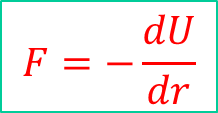 F = − dU/dr